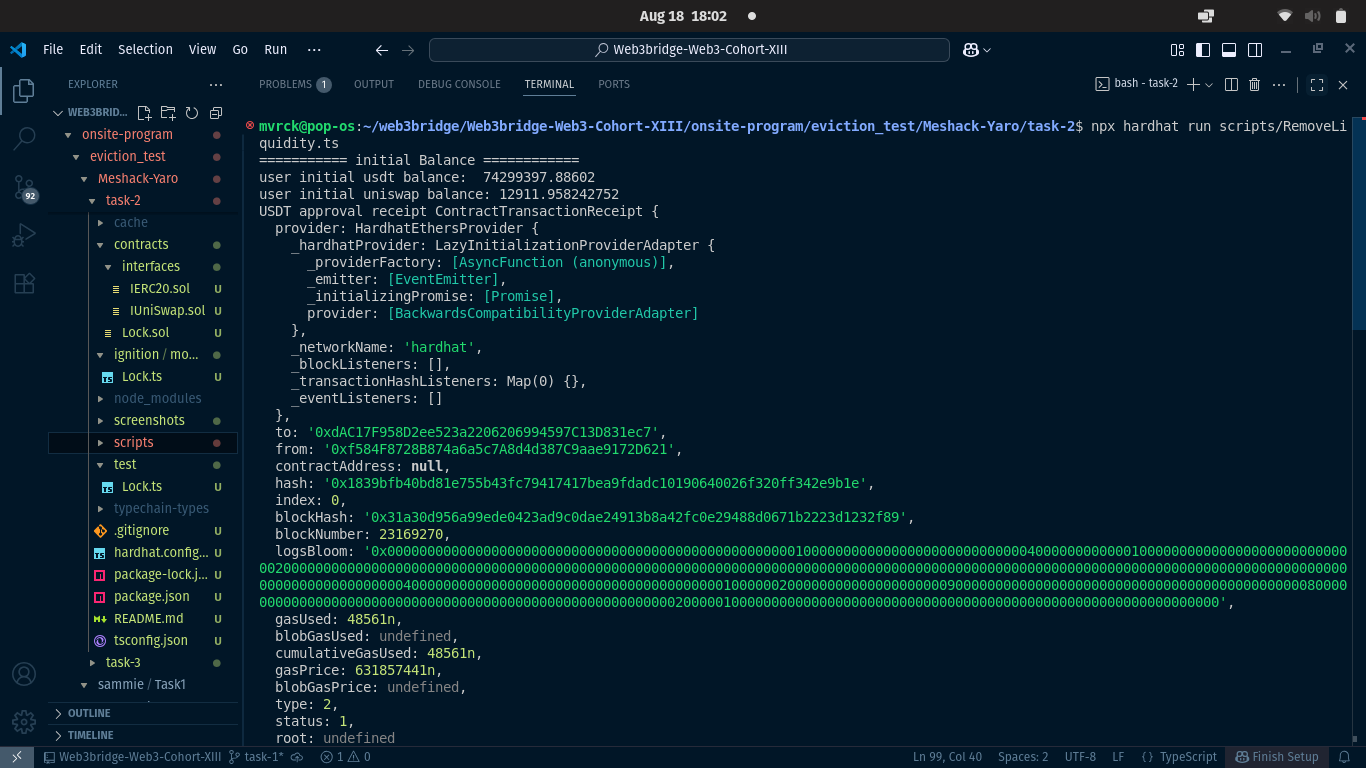 Aug 18 18:02
File Edit Selection View Go Run ···
Web3bridge-Web3-Cohort-XIII
EXPLORER
WEB3BRID...
onsite-program
eviction_test
Meshack-Yaro
task-2
cache
contracts
interfaces
IERC20.sol U
IUniSwap.sol U
Lock.sol U
ignition / mo...
Lock.ts U
node_modules
screenshots
scripts
test
Lock.ts U
typechain-types
.gitignore U
hardhat.config... U
package-lock.j... U
package.json U
README.md U
tsconfig.json U
task-3
sammie / Task1
OUTLINE
TIMELINE
92
PROBLEMS 1 OUTPUT DEBUG CONSOLE TERMINAL PORTS
bash - task-2
mvrck@pop-os:~/web3bridge/Web3bridge-Web3-Cohort-XIII/onsite-program/eviction_test/Meshack-Yaro/task-2$ npx hardhat run scripts/RemoveLi
quidity.ts
=========== initial Balance ============
user initial usdt balance:  74299397.88602
user initial uniswap balance: 12911.958242752
USDT approval receipt ContractTransactionReceipt {
provider: HardhatEthersProvider {
_hardhatProvider: LazyInitializationProviderAdapter {
_providerFactory: [AsyncFunction (anonymous)],
_emitter: [EventEmitter],
_initializingPromise: [Promise],
provider: [BackwardsCompatibilityProviderAdapter]
},
_networkName: 'hardhat',
_blockListeners: [],
_transactionHashListeners: Map(0) {},
_eventListeners: []
},
to: '0xdAC17F958D2ee523a2206206994597C13D831ec7',
from: '0xf584F8728B874a6a5c7A8d4d387C9aae9172D621',
contractAddress: null,
hash: '0x1839bfb40bd81e755b43fc79417417bea9fdadc10190640026f320ff342e9b1e',
index: 0,
blockHash: '0x31a30d956a99ede0423ad9c0dae24913b8a42fc0e29488d0671b2223d1232f89',
blockNumber: 23169270,
logsBloom:
gasUsed: 48561n,
blobGasUsed: undefined,
cumulativeGasUsed: 48561n,
gasPrice: 631857441n,
blobGasPrice: undefined,
type: 2,
status: 1,
root: undefined
Web3bridge-Web3-Cohort-XIII task-1* 1 0 Ln 99, Col 40 Spaces: 2 UTF-8 LF {} TypeScript Finish Setup